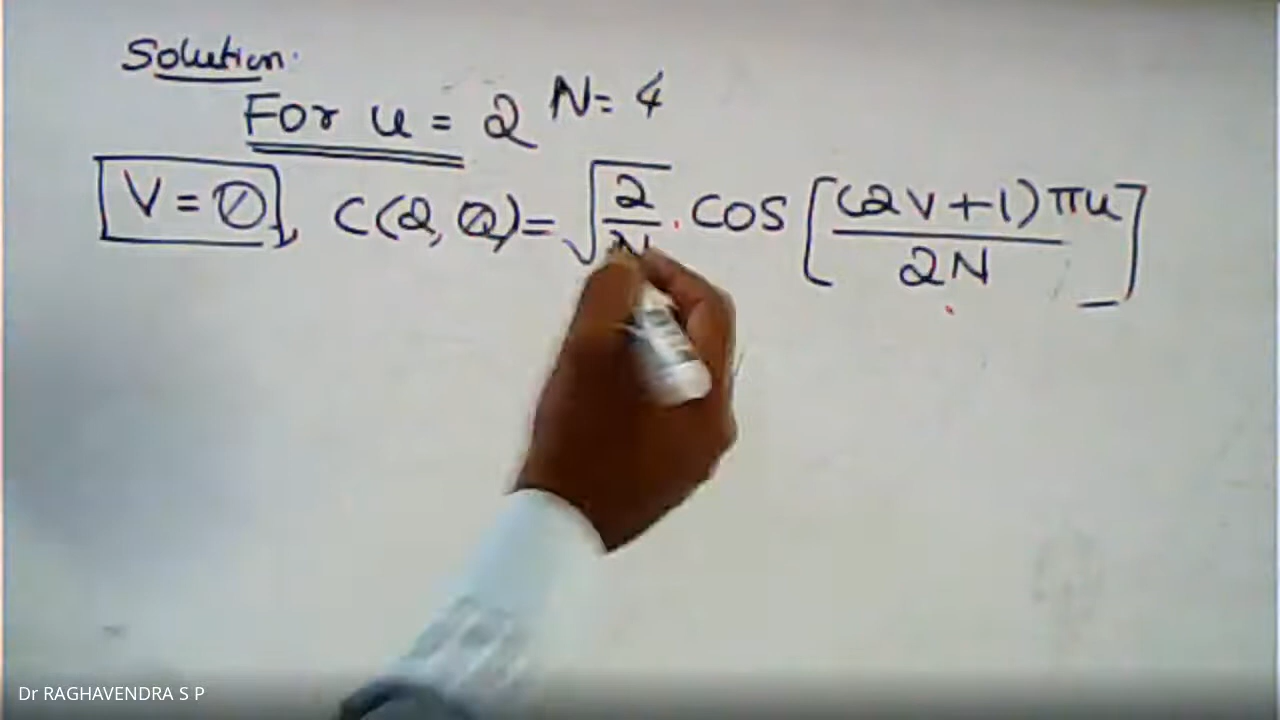 Solution.
For u = 2 N = 4
V = 0, C(2, 0) = √2/N . COS [(2V+1)πu / 2N]
Dr RAGHAVENDRA S P